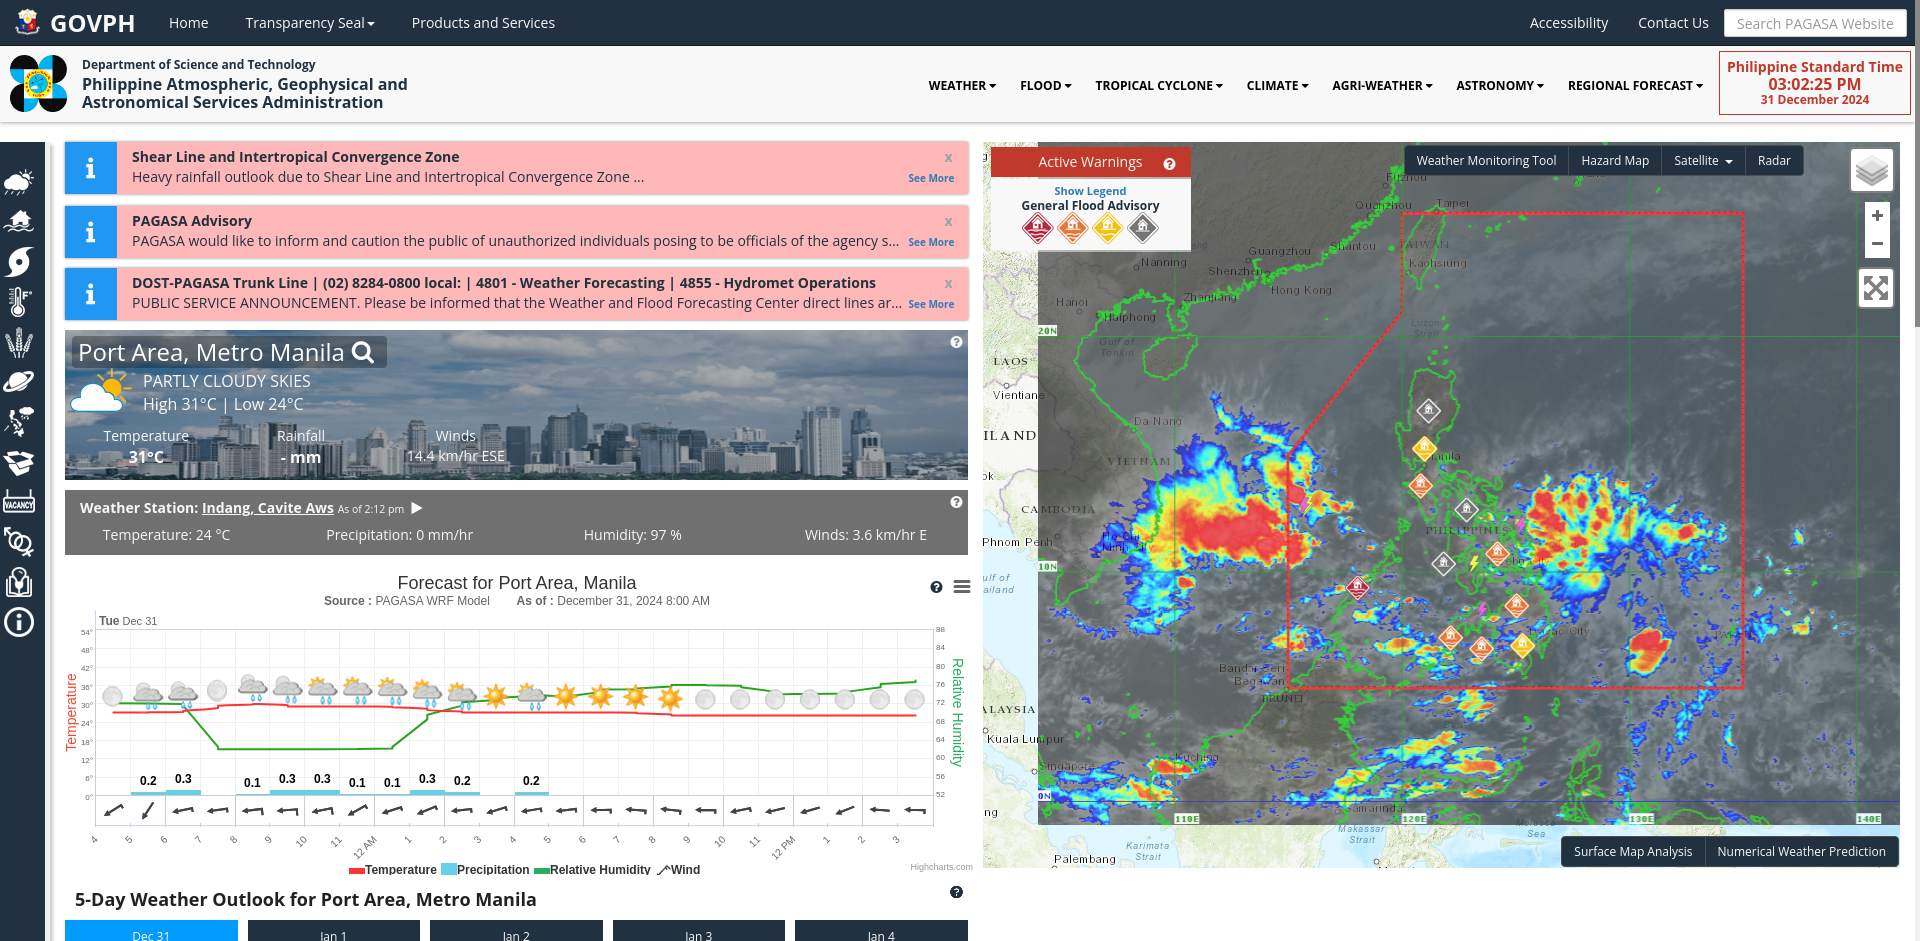 GOVPH
Home
Transparency Seal
Products and Services
Accessibility
Contact Us
Search PAGASA Website
Department of Science and Technology
Philippine Atmospheric, Geophysical and
Astronomical Services Administration
WEATHER
FLOOD
TROPICAL CYCLONE
CLIMATE
AGRI-WEATHER
ASTRONOMY
REGIONAL FORECAST
Philippine Standard Time
03:02:25 PM
31 December 2024
Shear Line and Intertropical Convergence Zone
x
Heavy rainfall outlook due to Shear Line and Intertropical Convergence Zone ...
See More
PAGASA Advisory
x
PAGASA would like to inform and caution the public of unauthorized individuals posing to be officials of the agency s...
See More
DOST-PAGASA Trunk Line | (02) 8284-0800 local: | 4801 - Weather Forecasting | 4855 - Hydromet Operations
x
PUBLIC SERVICE ANNOUNCEMENT. Please be informed that the Weather and Flood Forecasting Center direct lines ar...
See More
VACANCY
Port Area, Metro Manila
PARTLY CLOUDY SKIES
High 31°C | Low 24°C
Temperature
Rainfall
Winds
31°C
- mm
14.4 km/hr ESE
Weather Station: Indang, Cavite Aws As of 2:12 pm
Temperature: 24 °C
Precipitation: 0 mm/hr
Humidity: 97 %
Winds: 3.6 km/hr E
Forecast for Port Area, Manila
Source : PAGASA WRF Model
As of : December 31, 2024 8:00 AM
Tue Dec 31
54°
48°
42°
36°
30°
24°
18°
12°
6°
0°
Temperature
88
84
80
76
72
68
64
60
56
52
Relative Humidity
0.2
0.3
0.1
0.3
0.3
0.1
0.1
0.3
0.2
0.2
4
5
6
7
8
9
10
11
12 AM
1
2
3
4
5
6
7
8
9
10
11
12 PM
1
2
3
Temperature
Precipitation
Relative Humidity
Wind
Highcharts.com
5-Day Weather Outlook for Port Area, Metro Manila
Dec 31
Jan 1
Jan 2
Jan 3
Jan 4
Active Warnings
Show Legend
General Flood Advisory
Weather Monitoring Tool
Hazard Map
Satellite
Radar
+
−
Fuzhou
Quanzhou
Taipei
Guangzhou
Shantou
TAIWAN
Nanning
Shenzhen
Kaohsiung
Hong Kong
Hanoi
Zhanjiang
Haiphong
20N
Luzon
Strait
Gulf of
Tonkin
LAOS
Vientiane
Da Nang
ILAND
VIETNAM
anila
ok
CAMBODIA
PHILIPPINES
Phnom Penh
Ho Chi
10N
ulf of
ailand
City
Bandar Seri
Begawan
BRUNEI
ALAYSIA
Kuala Lumpur
Kuching
Singapore
0N
Samarinda
ng
110E
120E
130E
140E
Makassar
Strait
Molucca
Sea
Karimata
Strait
Palembang
Surface Map Analysis
Numerical Weather Prediction